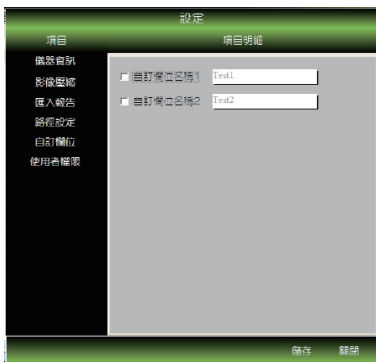 設定
項目
項目明細
儀器資訊
影像壓縮
匯入報告
路徑設定
自訂欄位
使用者權限
自訂欄位名稱1 Test1
自訂欄位名稱2 Test2
儲存 關閉